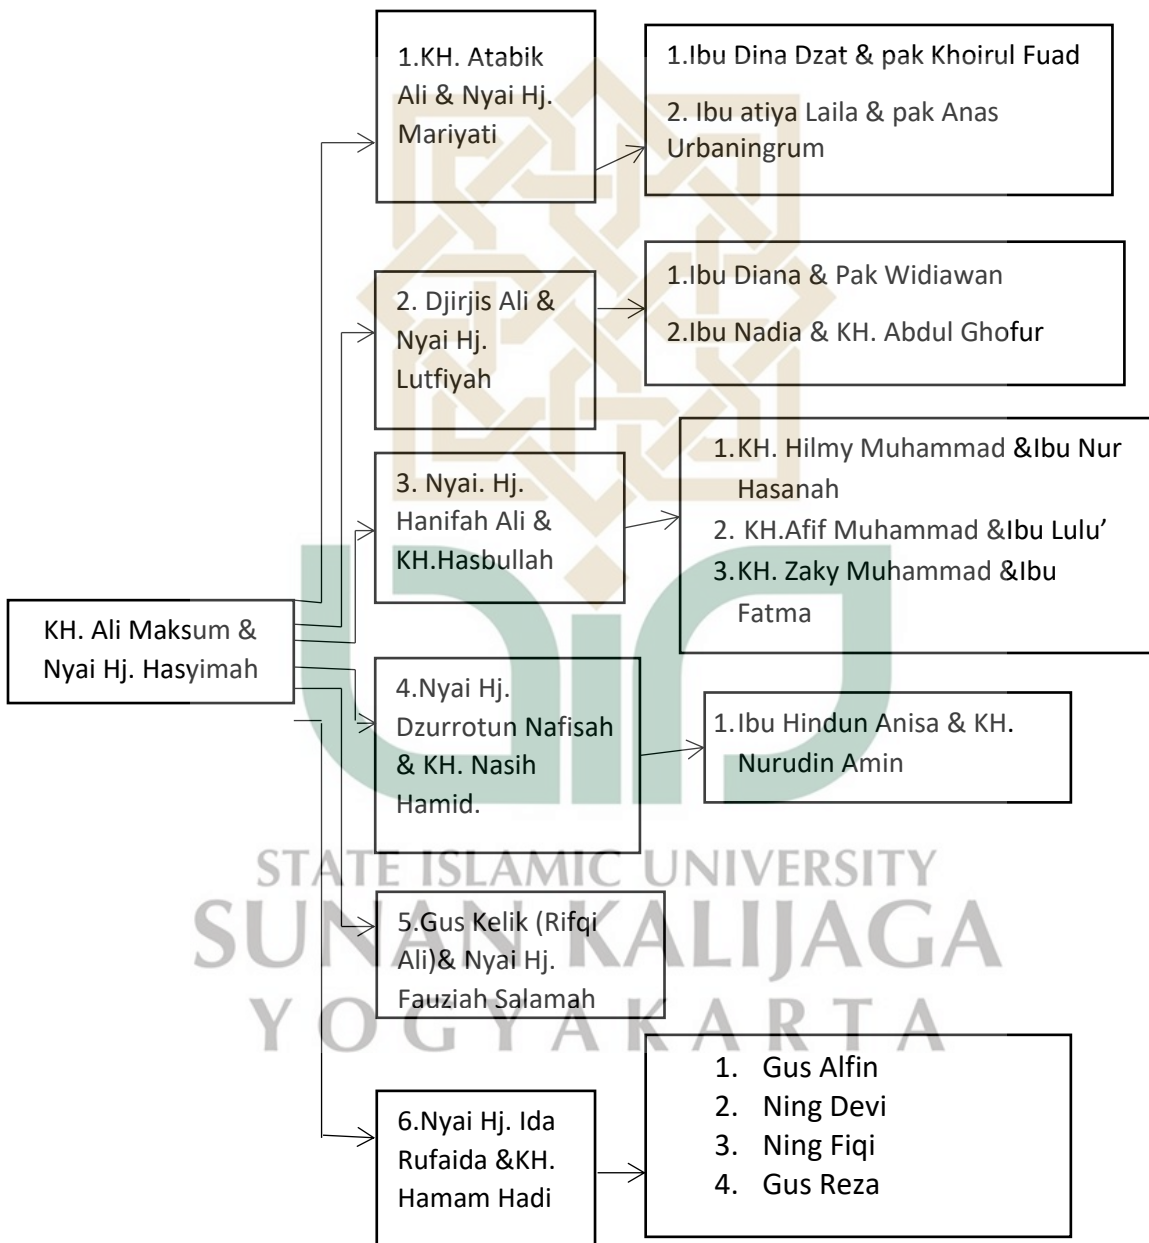 1.KH. Atabik
Ali & Nyai Hj.
Mariyati
1.Ibu Dina Dzat & pak Khoirul Fuad
2. Ibu atiya Laila & pak Anas
Urbaningrum
2. Djirjis Ali &
Nyai Hj.
Lutfiyah
1.Ibu Diana & Pak Widiawan
2.Ibu Nadia & KH. Abdul Ghofur
3. Nyai. Hj.
Hanifah Ali &
KH.Hasbullah
1.KH. Hilmy Muhammad &Ibu Nur
Hasanah
2. KH.Afif Muhammad &Ibu Lulu’
3.KH. Zaky Muhammad &Ibu
Fatma
KH. Ali Maksum &
Nyai Hj. Hasyimah
4.Nyai Hj.
Dzurrotun Nafisah
& KH. Nasih
Hamid.
1.Ibu Hindun Anisa & KH.
Nurudin Amin
STATE ISLAMIC UNIVERSITY
SUNAN KALIJAGA
YOGYAKARTA
5.Gus Kelik (Rifqi
Ali)& Nyai Hj.
Fauziah Salamah
6.Nyai Hj. Ida
Rufaida &KH.
Hamam Hadi
1. Gus Alfin
2. Ning Devi
3. Ning Fiqi
4. Gus Reza